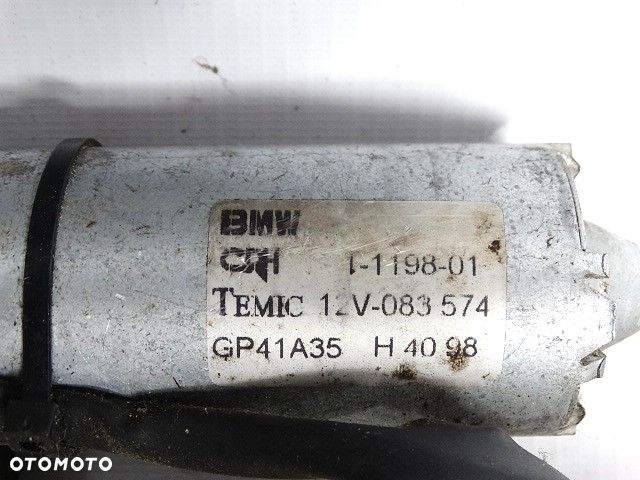 BMW
1-1198-01
TEMIC 12V-083 574
GP41A35 H 40 98
OTOMOTO